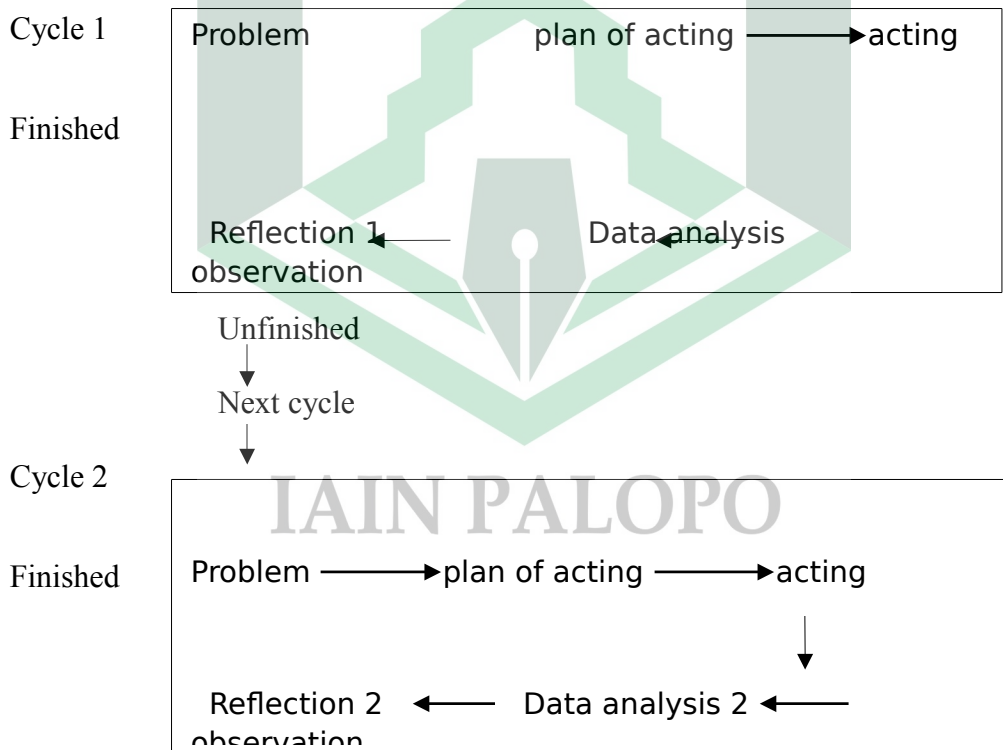 Cycle 1
Problem plan of acting acting
Finished
Reflection 1 Data analysis
observation
Unfinished
Next cycle
Cycle 2
IAIN PALOPO
Finished
Problem plan of acting acting
Reflection 2 Data analysis 2
observation